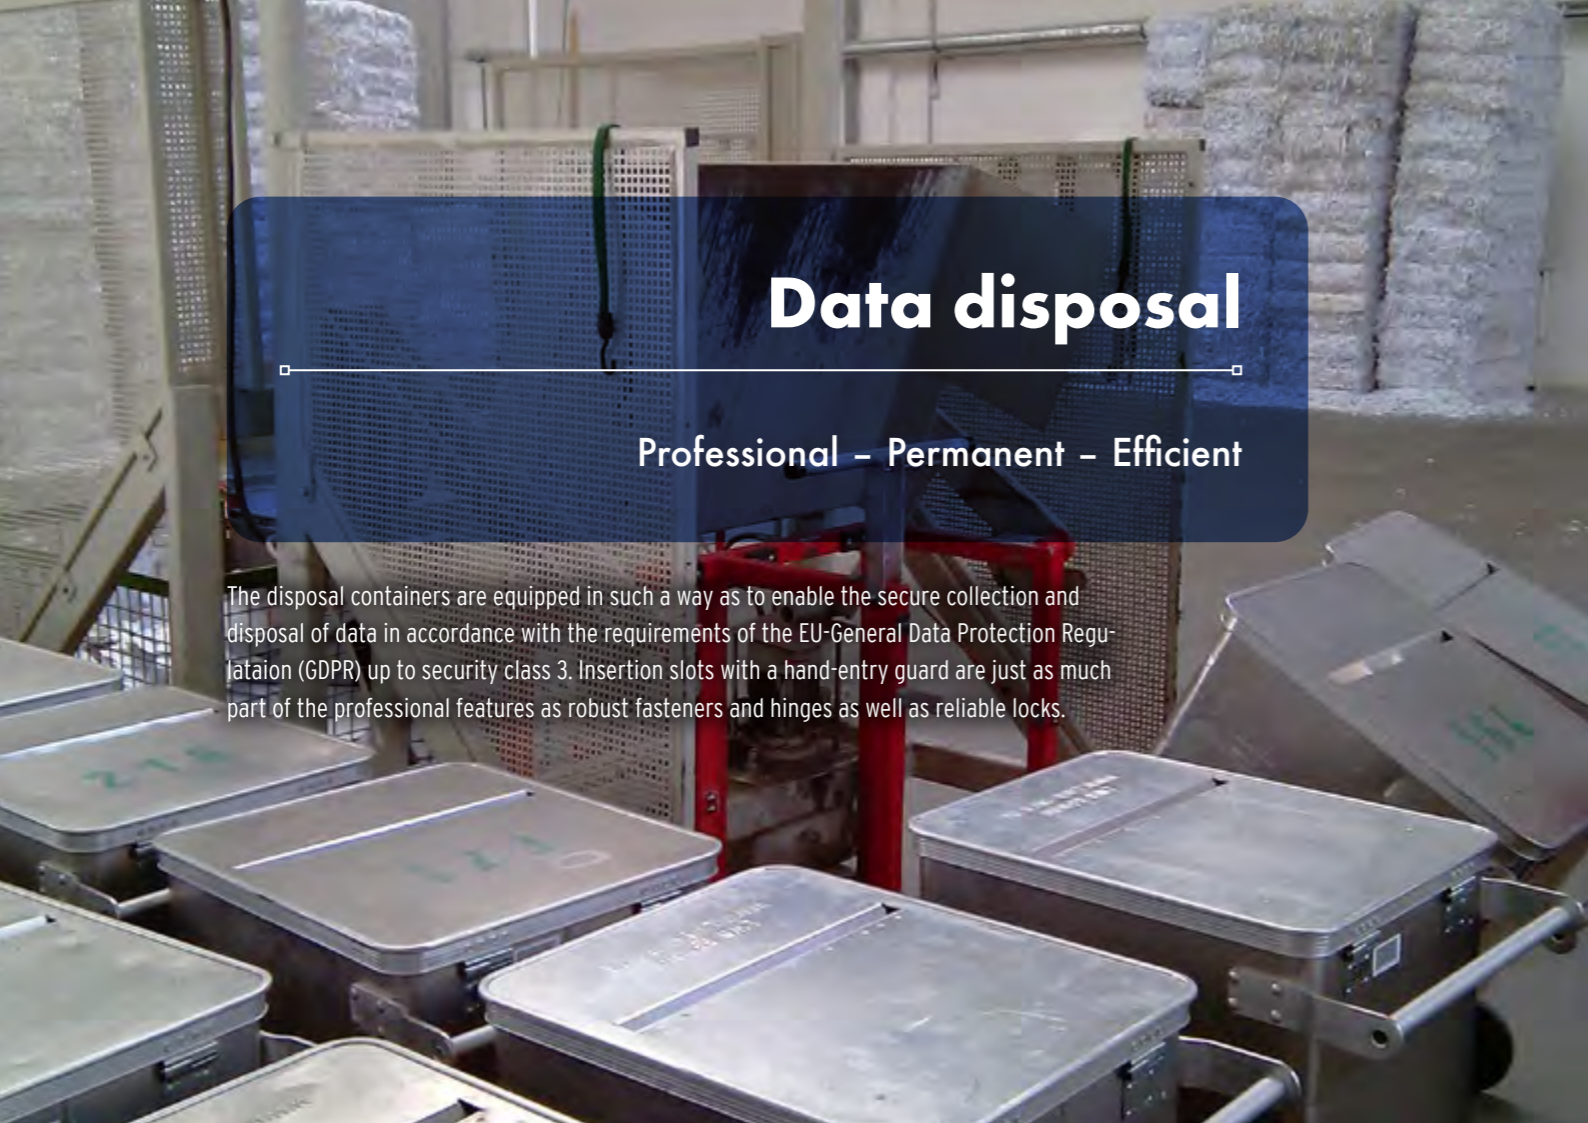 Data disposal
Professional – Permanent – Efficient
The disposal containers are equipped in such a way as to enable the secure collection and
disposal of data in accordance with the requirements of the EU-General Data Protection Regu-
lataion (GDPR) up to security class 3. Insertion slots with a hand-entry guard are just as much
part of the professional features as robust fasteners and hinges as well as reliable locks.